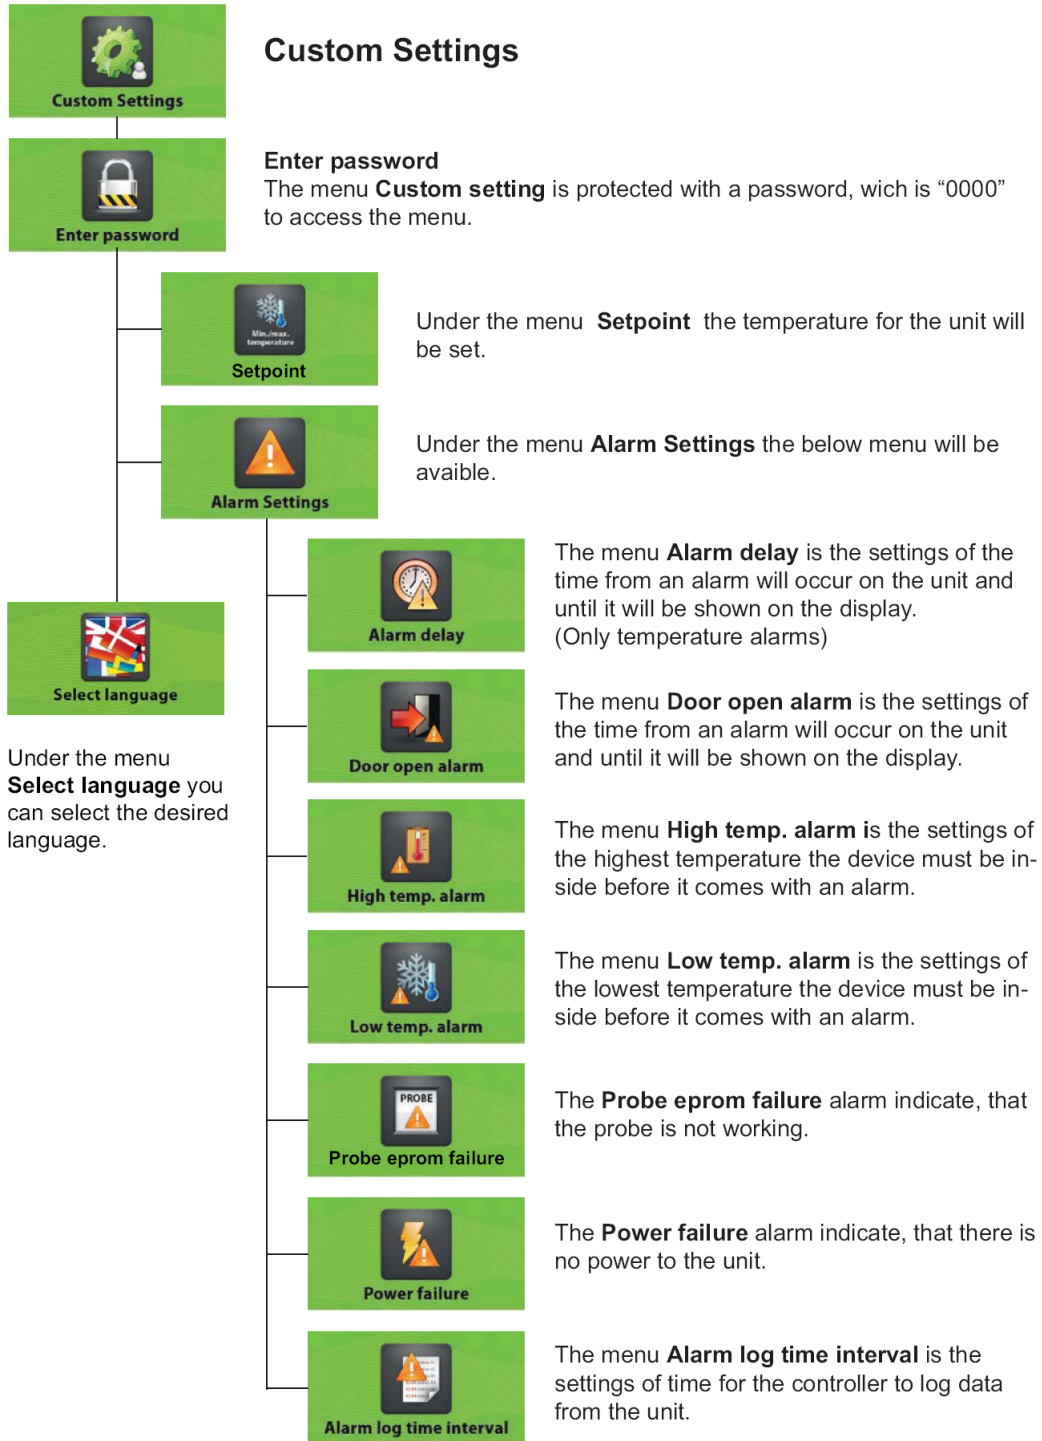 Custom Settings
Custom Settings
Enter password
Enter password
The menu Custom setting is protected with a password, wich is “0000”
to access the menu.
Min./max.
temperature
Setpoint
Under the menu Setpoint the temperature for the unit will
be set.
Alarm Settings
Under the menu Alarm Settings the below menu will be
avaible.
Alarm delay
The menu Alarm delay is the settings of the
time from an alarm will occur on the unit and
until it will be shown on the display.
(Only temperature alarms)
Select language
Under the menu
Select language you
can select the desired
language.
Door open alarm
The menu Door open alarm is the settings of
the time from an alarm will occur on the unit
and until it will be shown on the display.
High temp. alarm
The menu High temp. alarm is the settings of
the highest temperature the device must be in-
side before it comes with an alarm.
Low temp. alarm
The menu Low temp. alarm is the settings of
the lowest temperature the device must be in-
side before it comes with an alarm.
PROBE
Probe eprom failure
The Probe eprom failure alarm indicate, that
the probe is not working.
Power failure
The Power failure alarm indicate, that there is
no power to the unit.
Alarm log time interval
The menu Alarm log time interval is the
settings of time for the controller to log data
from the unit.